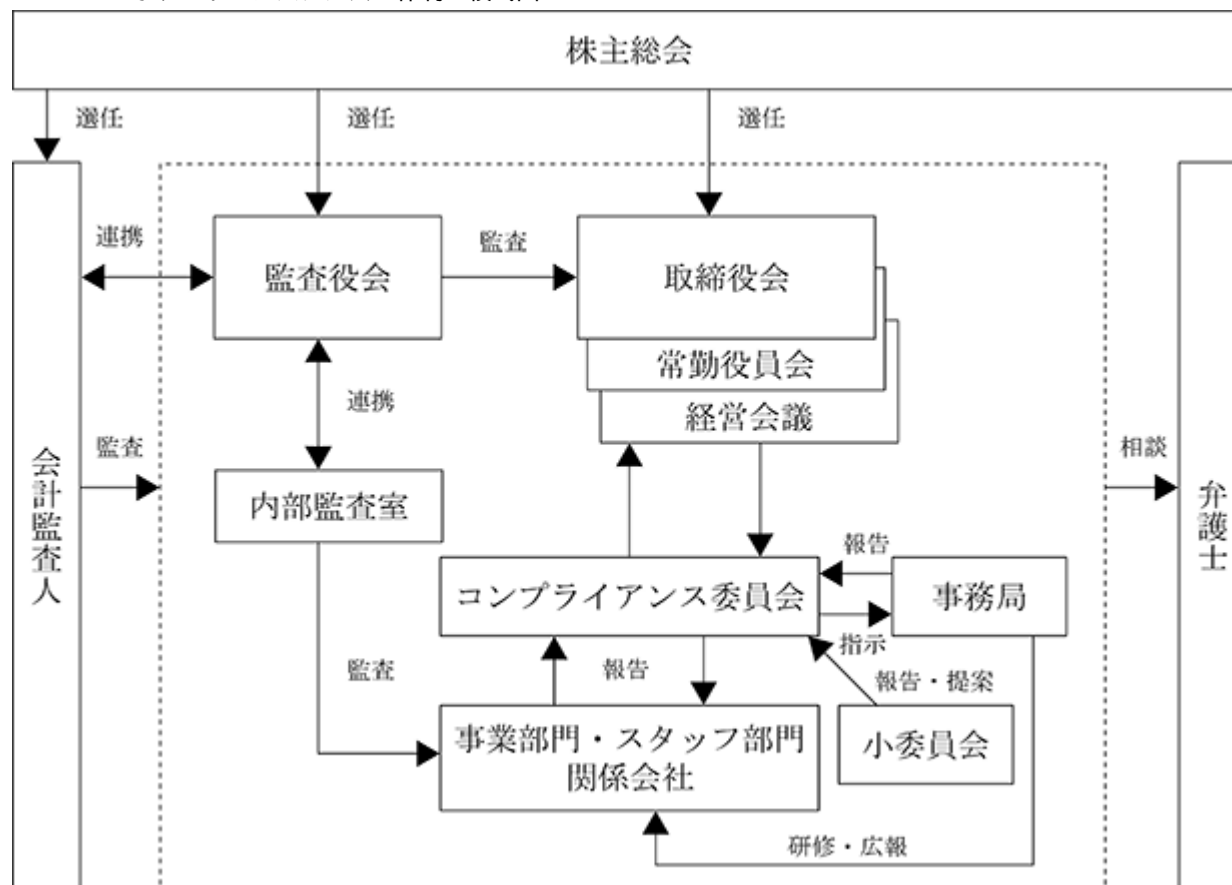 株主総会
選任
選任
選任
連携
監査役会
監査
取締役会
常勤役員会
経営会議
連携
会計監査人
監査
内部監査室
相談
弁護士
コンプライアンス委員会
報告
事務局
指示
監査
報告
報告・提案
事業部門・スタッフ部門
関係会社
小委員会
研修・広報